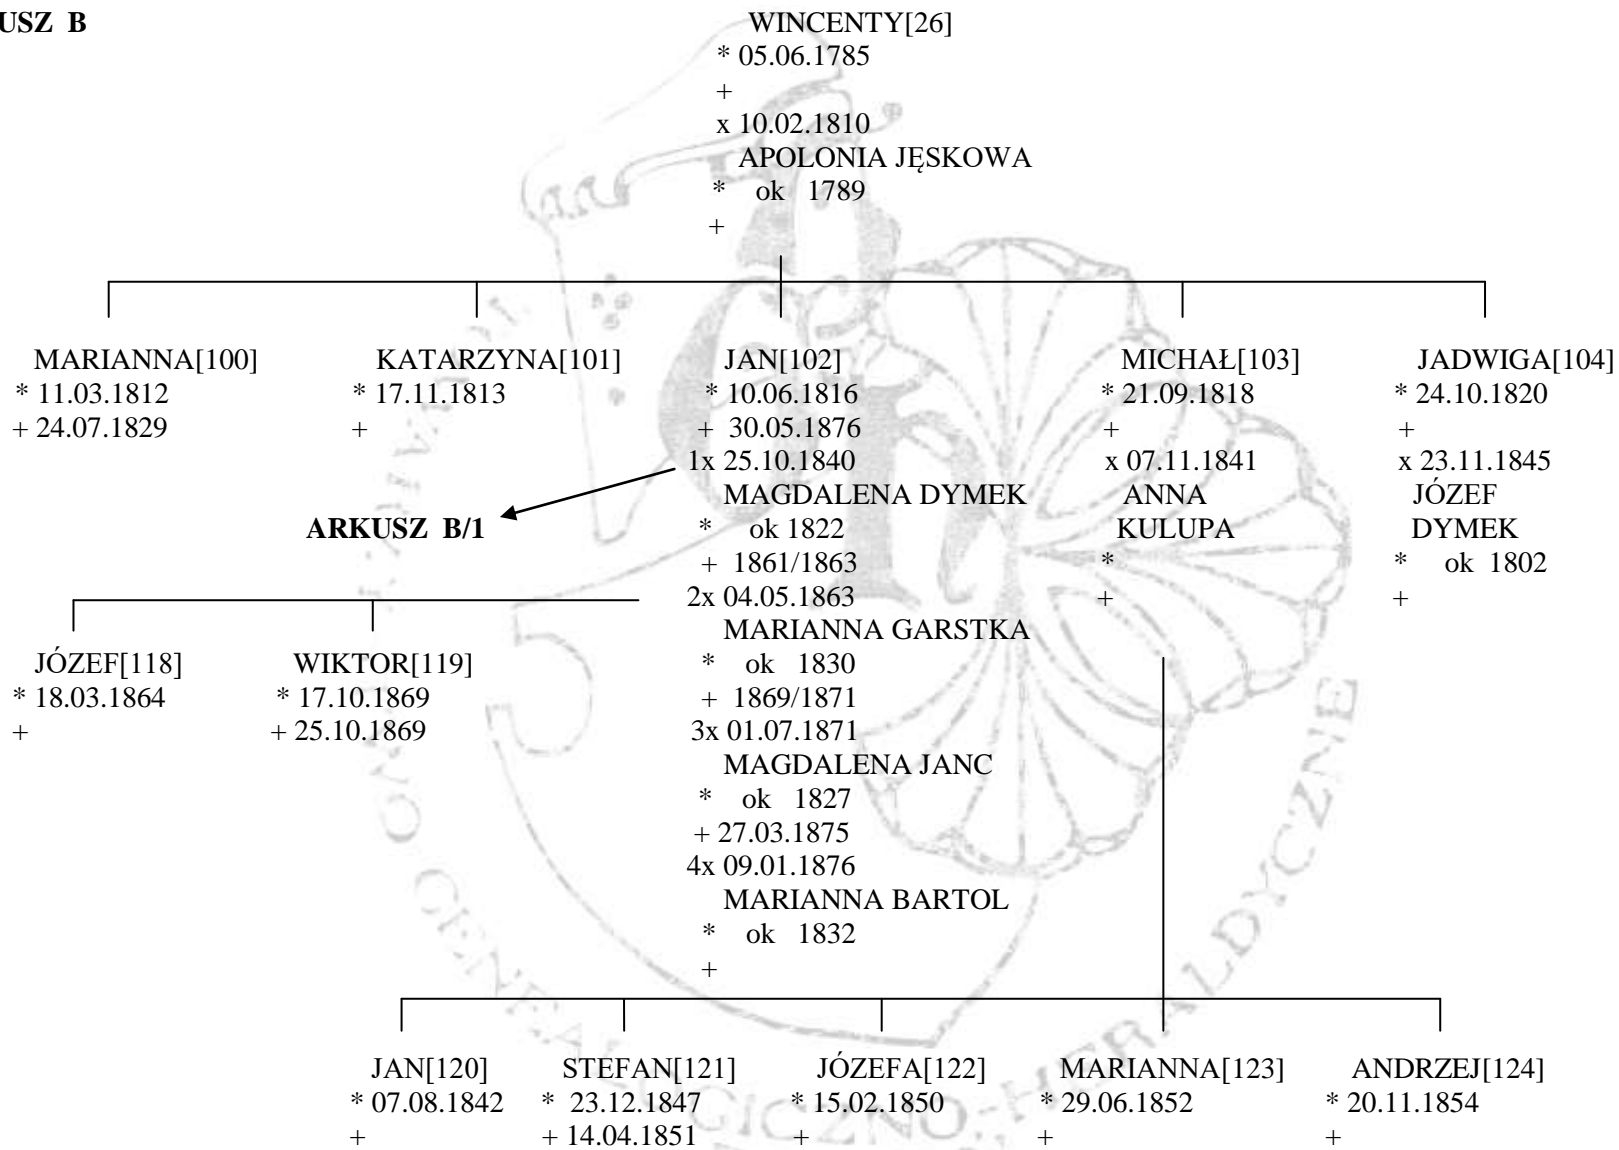 USZ B
WINCENTY[26]
* 05.06.1785
+
x 10.02.1810
APOLONIA JĘSKOWA
* ok 1789
+
MARIANNA[100]
* 11.03.1812
+ 24.07.1829
KATARZYNA[101]
* 17.11.1813
+
JAN[102]
* 10.06.1816
+ 30.05.1876
1x 25.10.1840
MAGDALENA DYMEK
* ok 1822
+ 1861/1863
2x 04.05.1863
MARIANNA GARSTKA
* ok 1830
+ 1869/1871
3x 01.07.1871
MAGDALENA JANC
* ok 1827
+ 27.03.1875
4x 09.01.1876
MARIANNA BARTOL
* ok 1832
+
MICHAŁ[103]
* 21.09.1818
+
x 07.11.1841
ANNA
KULUPA
*
+
JADWIGA[104]
* 24.10.1820
+
x 23.11.1845
JÓZEF
DYMEK
* ok 1802
+
ARKUSZ B/1
JÓZEF[118]
* 18.03.1864
+
WIKTOR[119]
* 17.10.1869
+ 25.10.1869
JAN[120]
* 07.08.1842
+
STEFAN[121]
* 23.12.1847
+ 14.04.1851
JÓZEFA[122]
* 15.02.1850
+
MARIANNA[123]
* 29.06.1852
+
ANDRZEJ[124]
* 20.11.1854
+